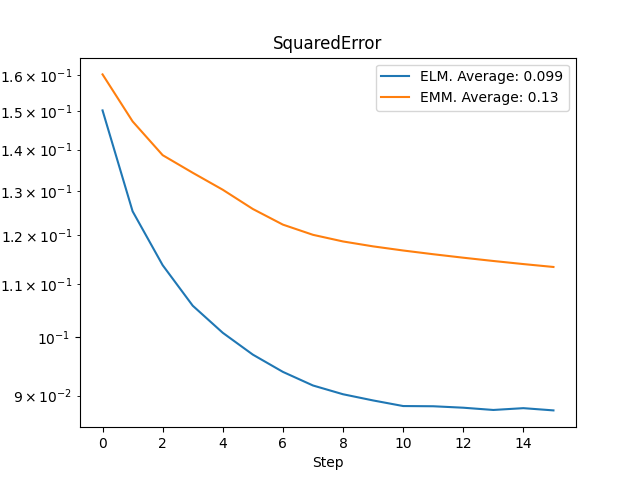 SquaredError
ELM. Average: 0.099
EMM. Average: 0.13
1.6 × 10⁻¹
1.5 × 10⁻¹
1.4 × 10⁻¹
1.3 × 10⁻¹
1.2 × 10⁻¹
1.1 × 10⁻¹
10⁻¹
9 × 10⁻²
0 2 4 6 8 10 12 14
Step